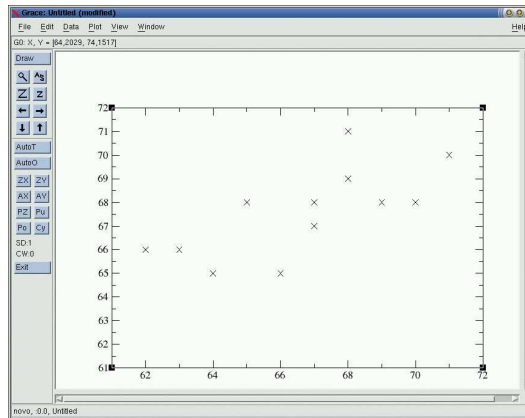 Grace: Untitled (modified)
File Edit Data Plot View Window Help
G0: X, Y = [64,2029, 74,1517]
Draw
AS
Z Z
AutoT
AutoO
ZX ZY
AX AY
PZ Pu
Po Cy
SD:1
CW:0
Exit
72
71
70
69
68
67
66
65
64
63
62
61
62 64 66 68 70 72
novo, :0.0, Untitled